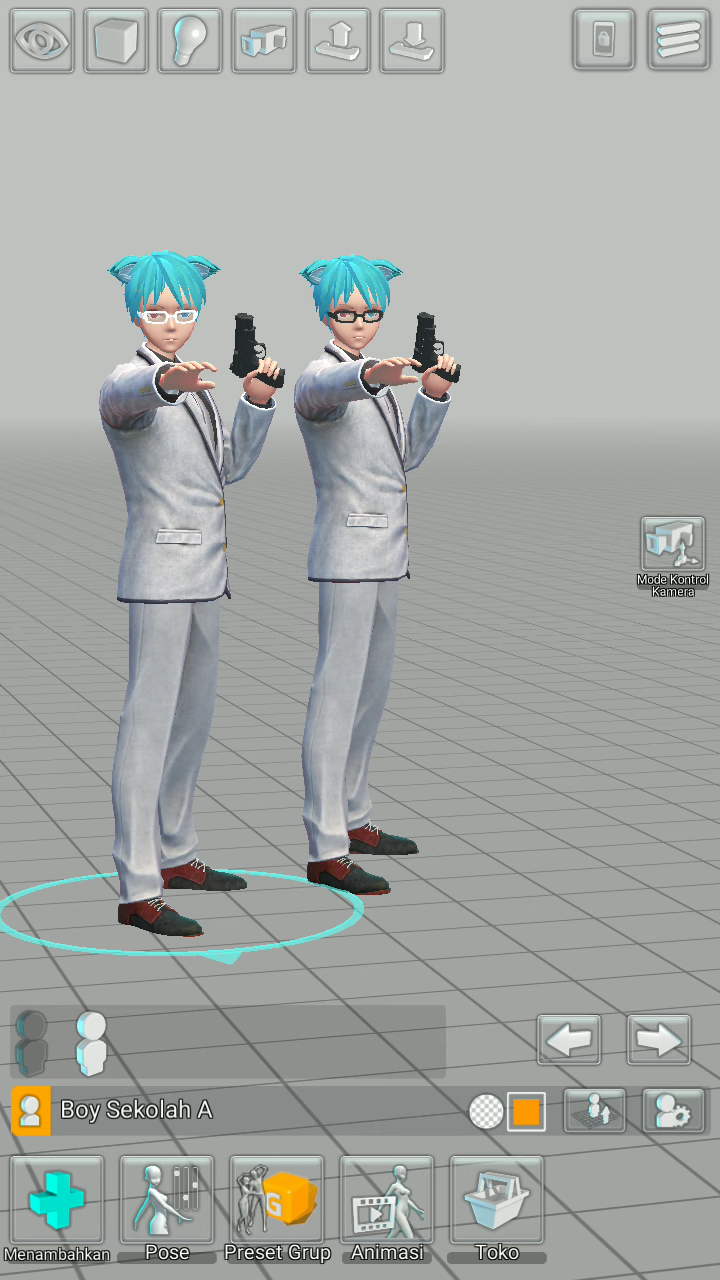 Mode Kontrol
Kamera
Boy Sekolah A
G
Menambahkan
Pose
Preset Grup
Animasi
Toko